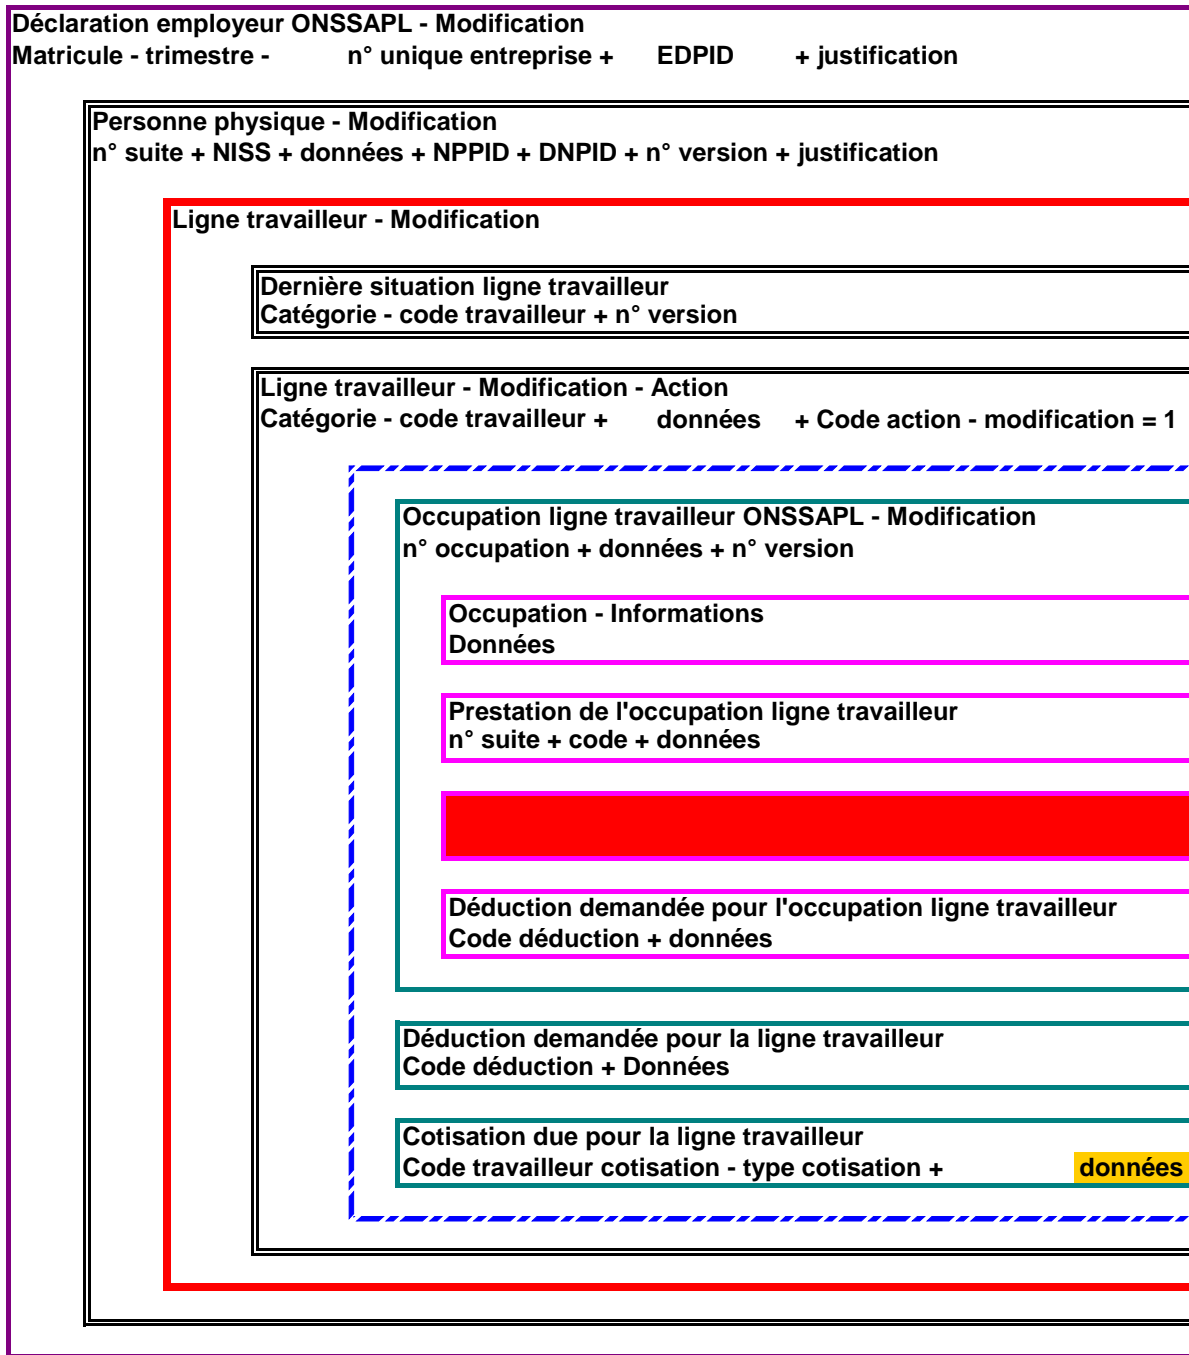 Déclaration employeur ONSSAPL - Modification
Matricule - trimestre - n° unique entreprise + EDPID + justification
Personne physique - Modification
n° suite + NISS + données + NPPID + DNPID + n° version + justification
Ligne travailleur - Modification
Dernière situation ligne travailleur
Catégorie - code travailleur + n° version
Ligne travailleur - Modification - Action
Catégorie - code travailleur + données + Code action - modification = 1
Occupation ligne travailleur ONSSAPL - Modification
n° occupation + données + n° version
Occupation - Informations
Données
Prestation de l'occupation ligne travailleur
n° suite + code + données
Déduction demandée pour l'occupation ligne travailleur
Code déduction + données
Déduction demandée pour la ligne travailleur
Code déduction + Données
Cotisation due pour la ligne travailleur
Code travailleur cotisation - type cotisation + données